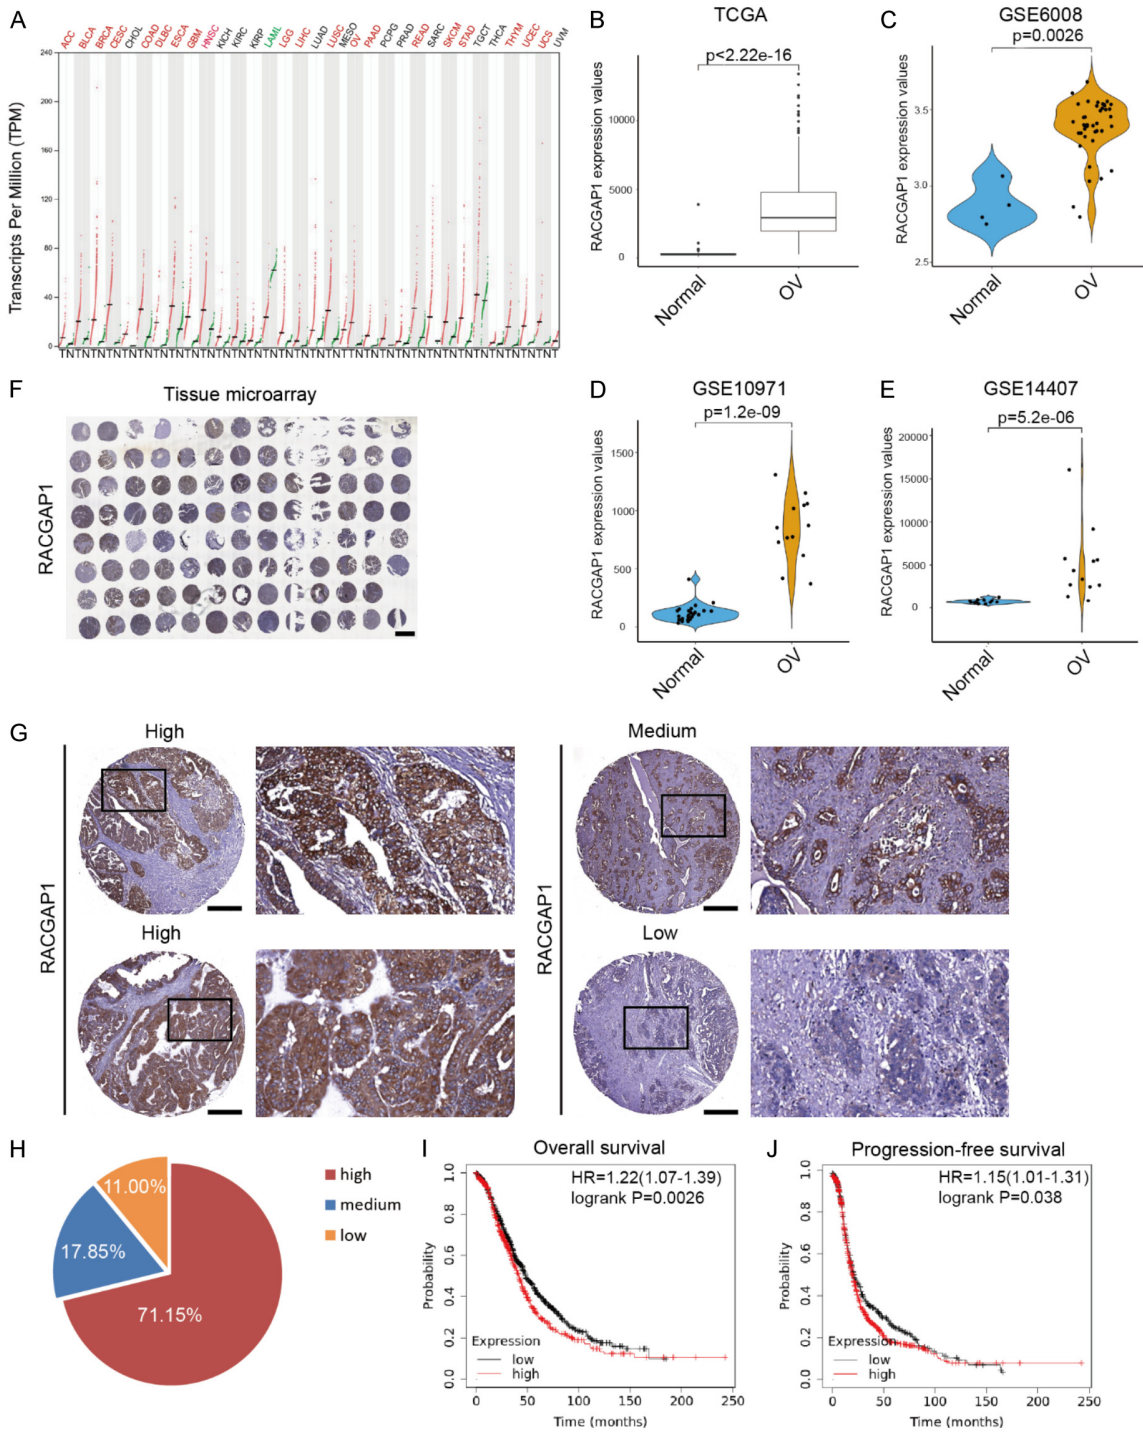 A
ACC BLCA BRCA CESC CHOL COAD DLBC ESCA GBM HNSC KICH KIRC KIRP LAML LGG LIHC LUAD LUSC MESO OV PAAD PCPG PRAD READ SARC SKCM STAD TGCT THCA THYM UCEC UCS UVM
Transcripts Per Million (TPM)
240
200
160
120
80
40
0
B
TCGA
p<2.22e-16
RACGAP1 expression values
10000
5000
0
Normal
OV
C
GSE6008
p=0.0026
RACGAP1 expression values
3.5
3.0
2.5
Normal
OV
F
Tissue microarray
RACGAP1
D
GSE10971
p=1.2e-09
RACGAP1 expression values
1500
1000
500
0
Normal
OV
E
GSE14407
p=5.2e-06
RACGAP1 expression values
20000
15000
10000
5000
0
Normal
OV
G
High
RACGAP1
High
Medium
RACGAP1
Low
H
11.00%
17.85%
71.15%
high
medium
low
I
Overall survival
HR=1.22(1.07-1.39)
logrank P=0.0026
Probability
1.0
0.8
0.6
0.4
0.2
0.0
Expression
low
high
0 50 100 150 200 250
Time (months)
J
Progression-free survival
HR=1.15(1.01-1.31)
logrank P=0.038
Probability
1.0
0.8
0.6
0.4
0.2
0.0
Expression
low
high
0 50 100 150 200 250
Time (months)